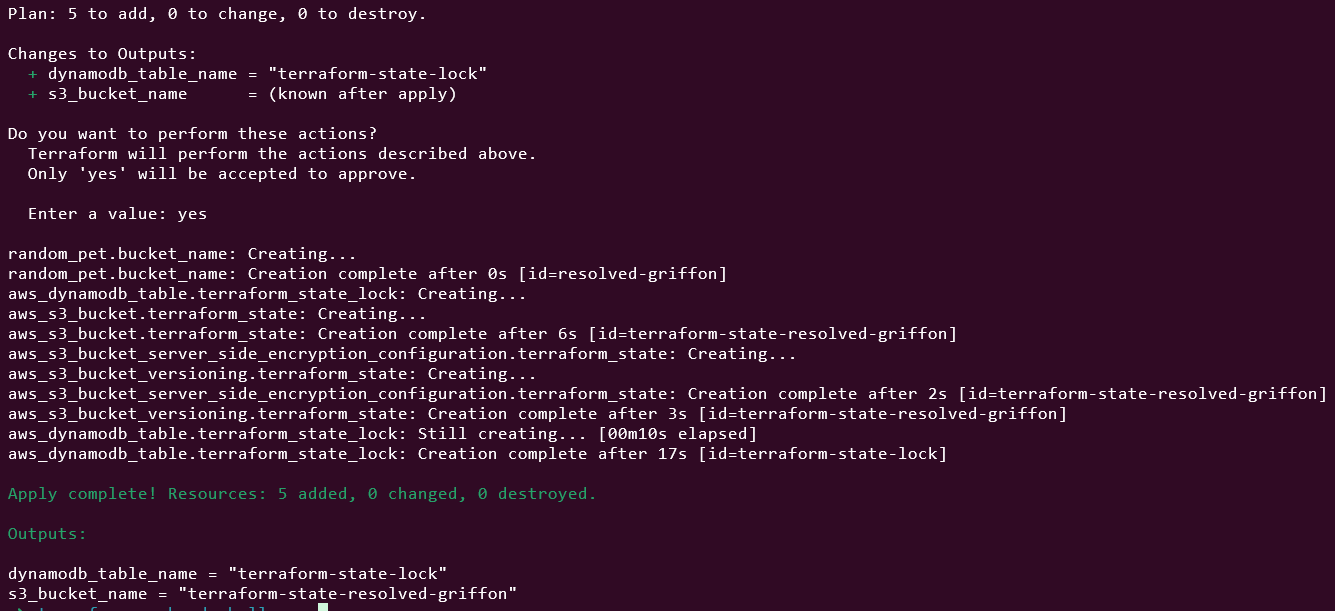 Plan: 5 to add, 0 to change, 0 to destroy.
Changes to Outputs:
+ dynamodb_table_name = "terraform-state-lock"
+ s3_bucket_name      = (known after apply)
Do you want to perform these actions?
Terraform will perform the actions described above.
Only 'yes' will be accepted to approve.
Enter a value: yes
random_pet.bucket_name: Creating...
random_pet.bucket_name: Creation complete after 0s [id=resolved-griffon]
aws_dynamodb_table.terraform_state_lock: Creating...
aws_s3_bucket.terraform_state: Creating...
aws_s3_bucket.terraform_state: Creation complete after 6s [id=terraform-state-resolved-griffon]
aws_s3_bucket_server_side_encryption_configuration.terraform_state: Creating...
aws_s3_bucket_versioning.terraform_state: Creating...
aws_s3_bucket_server_side_encryption_configuration.terraform_state: Creation complete after 2s [id=terraform-state-resolved-griffon]
aws_s3_bucket_versioning.terraform_state: Creation complete after 3s [id=terraform-state-resolved-griffon]
aws_dynamodb_table.terraform_state_lock: Still creating... [00m10s elapsed]
aws_dynamodb_table.terraform_state_lock: Creation complete after 17s [id=terraform-state-lock]
Apply complete! Resources: 5 added, 0 changed, 0 destroyed.
Outputs:
dynamodb_table_name = "terraform-state-lock"
s3_bucket_name = "terraform-state-resolved-griffon"